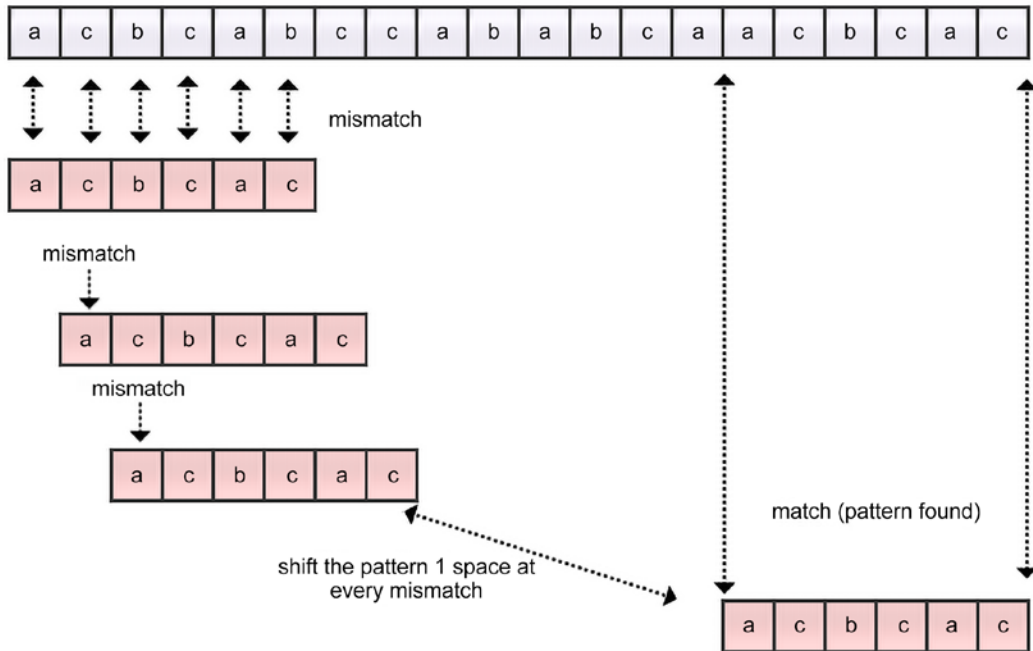 a c b c a b c c a b a b c a a c b c a c
mismatch
a c b c a c
mismatch
a c b c a c
mismatch
a c b c a c
match (pattern found)
shift the pattern 1 space at
every mismatch
a c b c a c